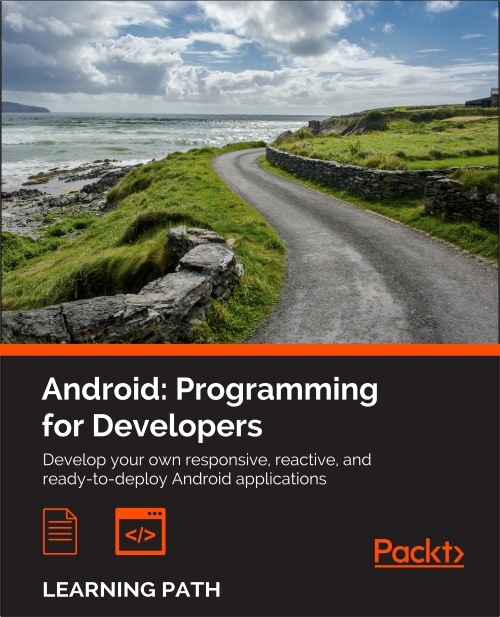 Android: Programming
for Developers
Develop your own responsive, reactive, and
ready-to-deploy Android applications
</>
Packt>
LEARNING PATH